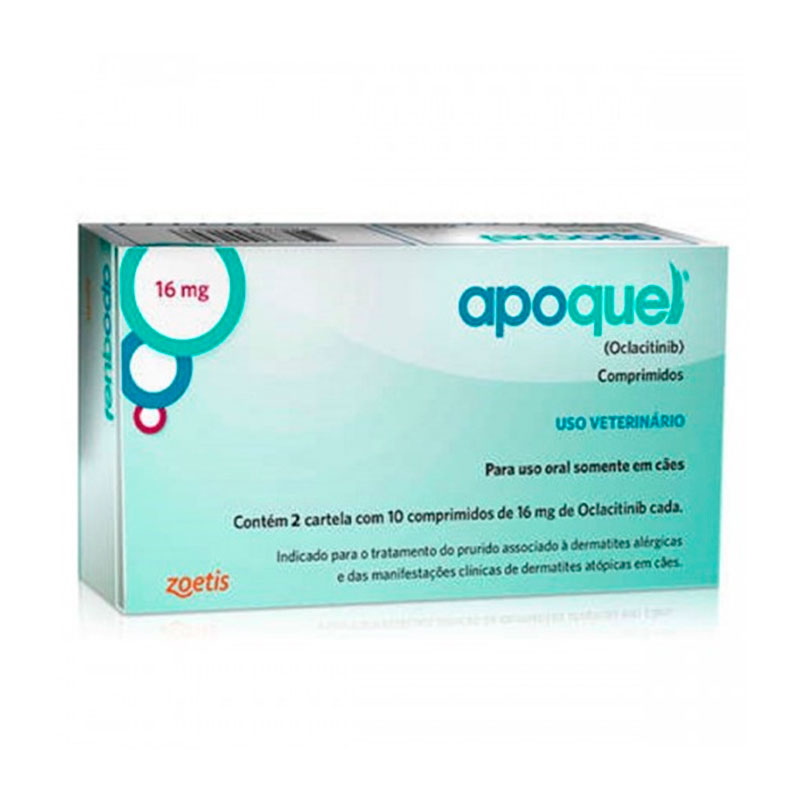 16 mg
apoquel
(Oclacitinib)
Comprimidos
USO VETERINÁRIO
Para uso oral somente em cães
Contém 2 cartela com 10 comprimidos de 16 mg de Oclacitinib cada.
Indicado para o tratamento do prurido associado à dermatites alérgicas
e das manifestações clínicas de dermatites atópicas em cães.
zoetis
apoquel
apoquel